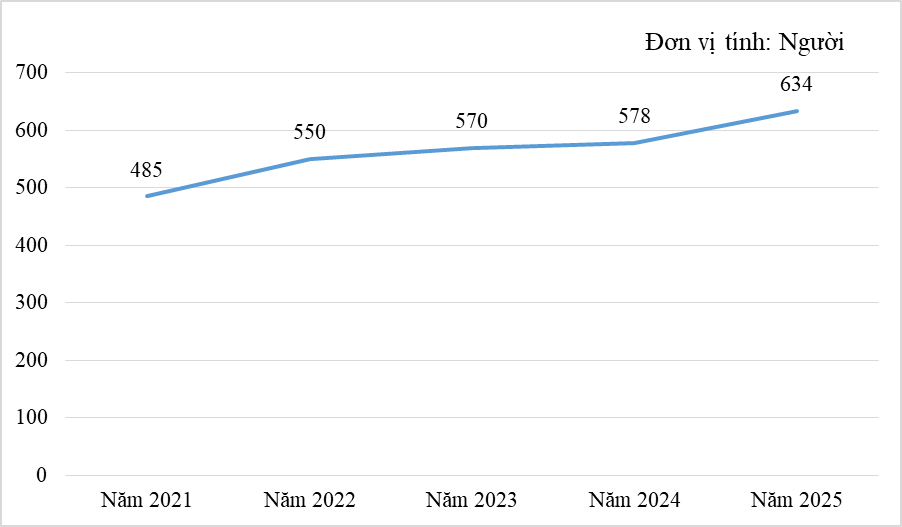 Đơn vị tính: Người
700
600
500
400
300
200
100
0
485
550
570
578
634
Năm 2021
Năm 2022
Năm 2023
Năm 2024
Năm 2025